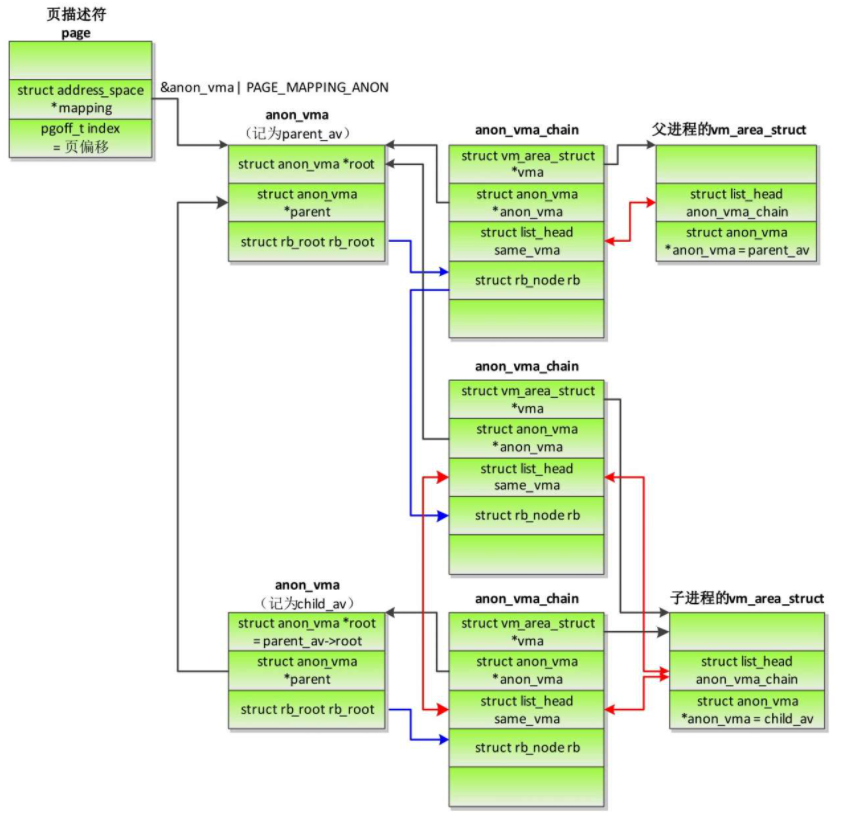 页描述符
page
struct address_space
*mapping
pgoff_t index
= 页偏移
&anon_vma| PAGE_MAPPING_ANON
anon_vma
（记为parent_av）
struct anon_vma *root
struct anon_vma
*parent
struct rb_root rb_root
anon_vma_chain
struct vm_area_struct
*vma
struct anon_vma
*anon_vma
struct list_head
same_vma
struct rb_node rb
父进程的vm_area_struct
struct list_head
anon_vma_chain
struct anon_vma
*anon_vma = parent_av
anon_vma_chain
struct vm_area_struct
*vma
struct anon_vma
*anon_vma
struct list_head
same_vma
struct rb_node rb
anon_vma
（记为child_av）
struct anon_vma *root
= parent_av->root
struct anon_vma
*parent
struct rb_root rb_root
anon_vma_chain
struct vm_area_struct
*vma
struct anon_vma
*anon_vma
struct list_head
same_vma
struct rb_node rb
子进程的vm_area_struct
struct list_head
anon_vma_chain
struct anon_vma
*anon_vma = child_av